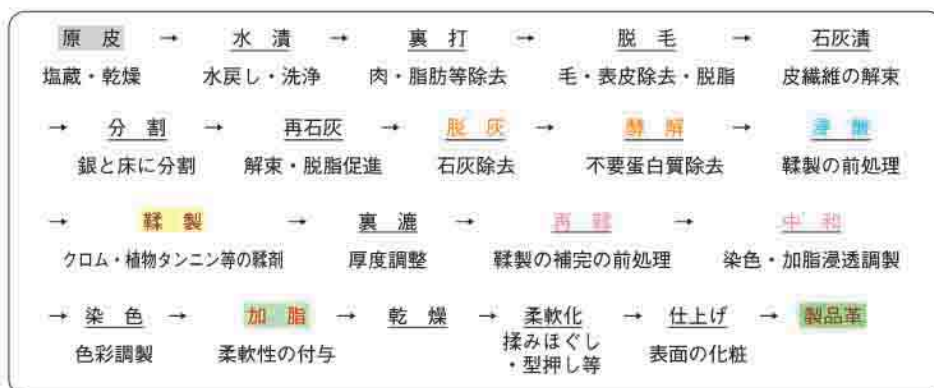 原皮 → 水漬 → 裏打 → 脱毛 → 石灰漬
塩蔵・乾燥 水戻し・洗浄 肉・脂肪等除去 毛・表皮除去・脱脂 皮繊維の解束
→ 分割 → 再石灰 → 脱灰 → 酵解 → 浸酸
銀と床に分割 解束・脱脂促進 石灰除去 不要蛋白質除去 鞣製の前処理
→ 鞣製 → 裏漉 → 再鞣 → 中和
クロム・植物タンニン等の鞣剤 厚度調整 鞣製の補完の前処理 染色・加脂浸透調製
→ 染色 → 加脂 → 乾燥 → 柔軟化 → 仕上げ → 製品革
色彩調製 柔軟性の付与 揉みほぐし 表面の化粧
・型押し等